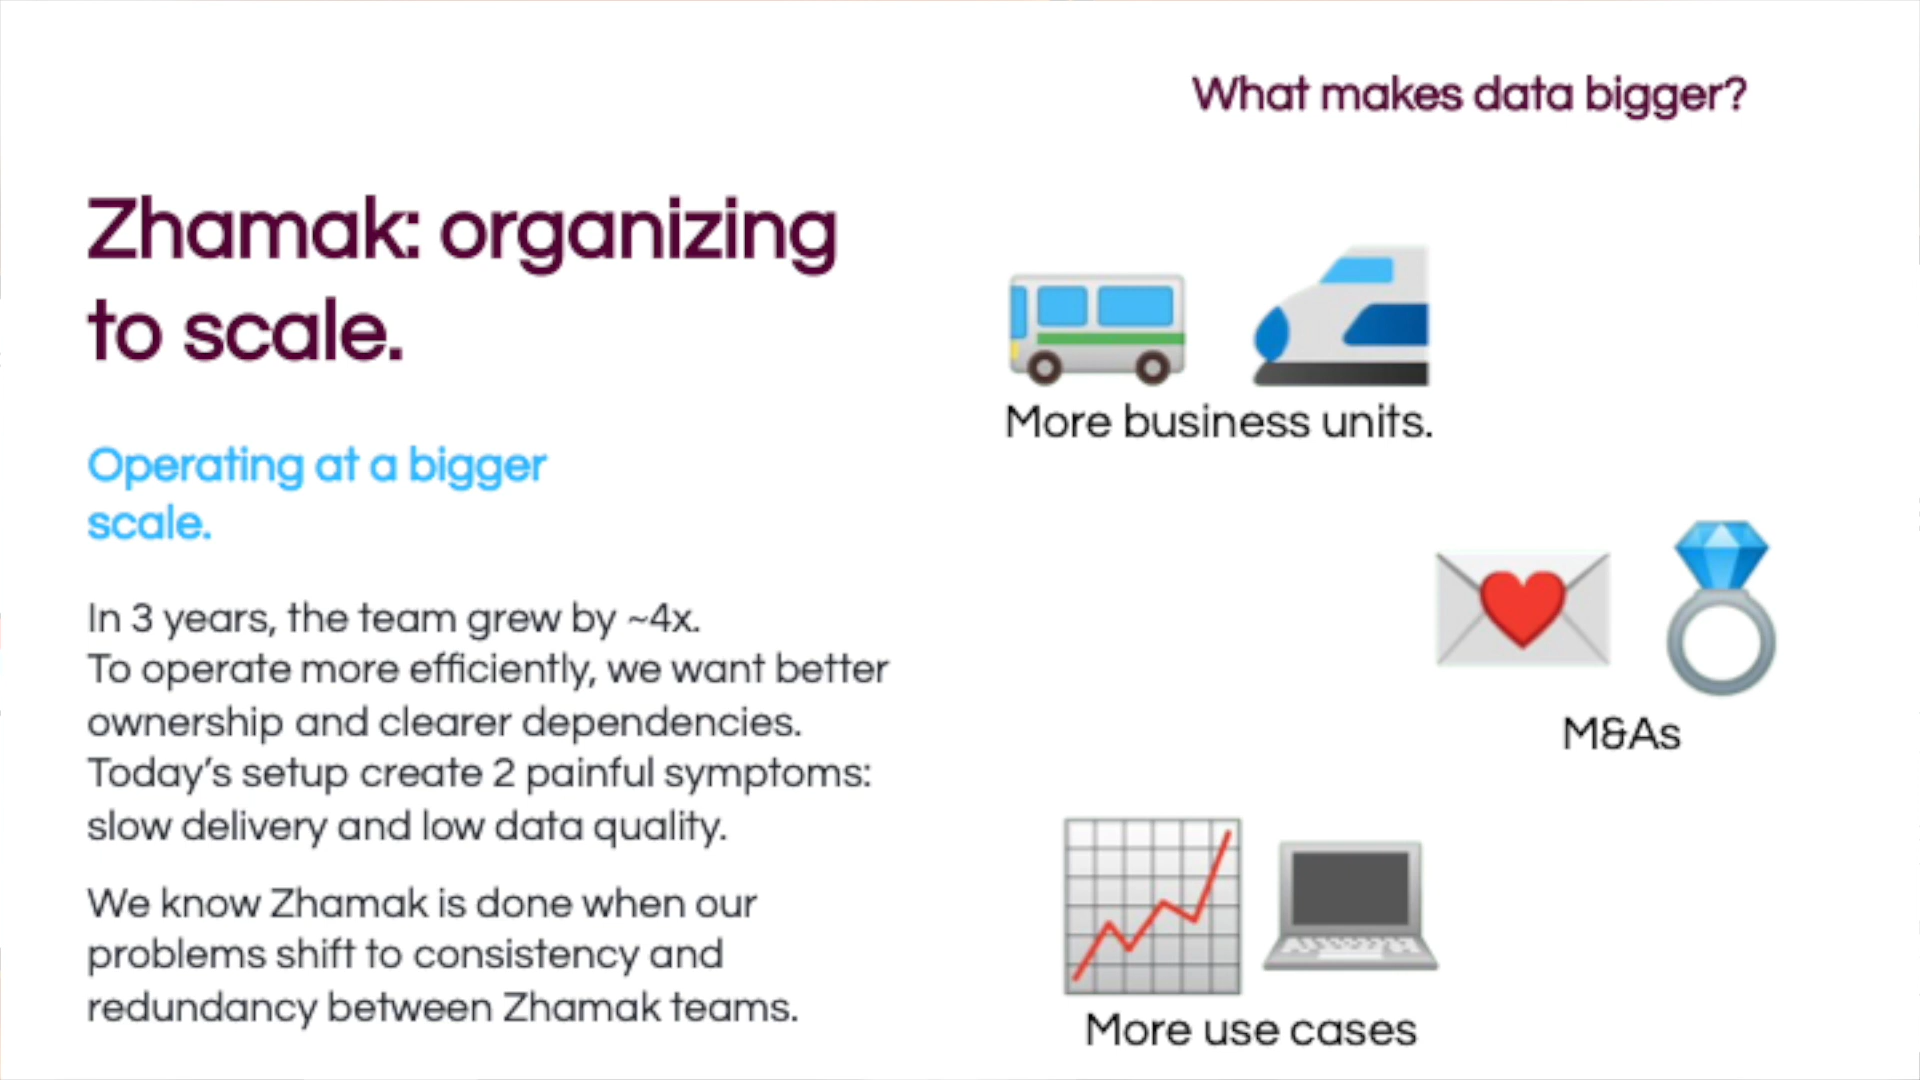 What makes data bigger?
Zhamak: organizing
to scale.
Operating at a bigger
scale.
In 3 years, the team grew by ~4x.
To operate more efficiently, we want better
ownership and clearer dependencies.
Today's setup create 2 painful symptoms:
slow delivery and low data quality.
We know Zhamak is done when our
problems shift to consistency and
redundancy between Zhamak teams.
More business units.
M&As
More use cases